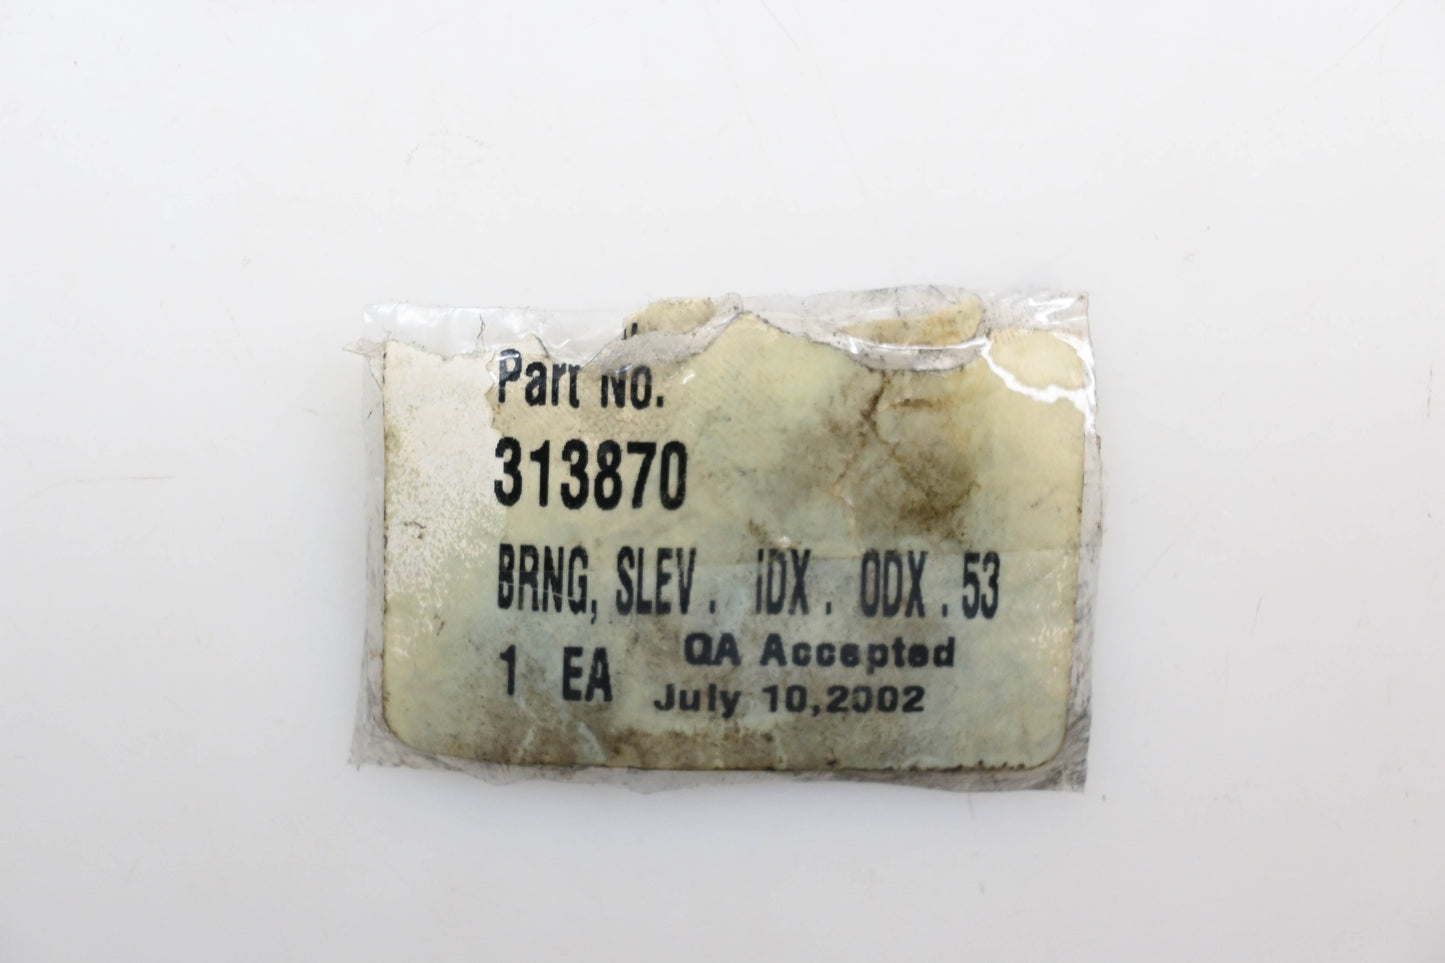 Part No.
313870
BRNG, SLEV . IDX . ODX .53
1 EA
QA Accepted
July 10,2002